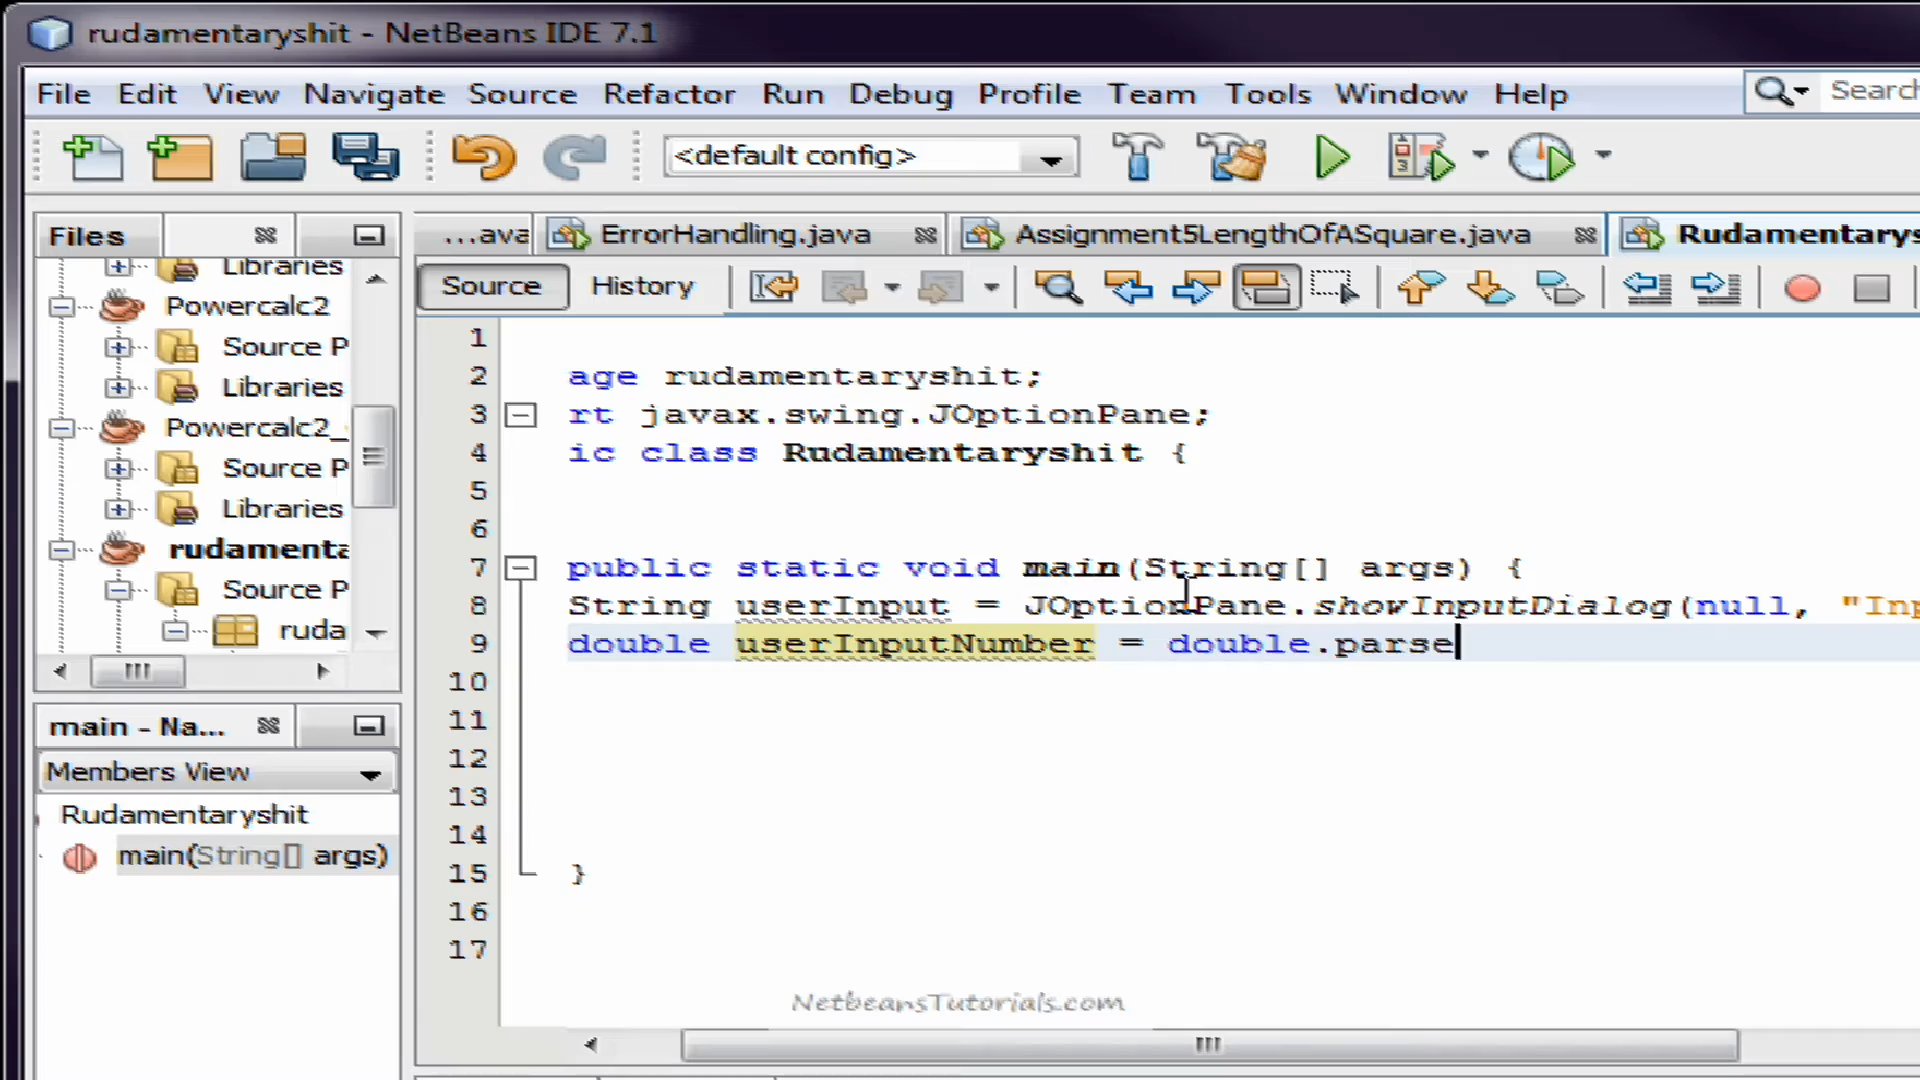 rudamentaryshit - NetBeans IDE 7.1
File Edit View Navigate Source Refactor Run Debug Profile Team Tools Window Help
Search
<default config>
Files
...ava ErrorHandling.java Assignment5LengthOfASquare.java Rudamentarys
Source History
Libraries
Powercalc2
Source P
Libraries
Powercalc2_
Source P
Libraries
rudamenta
Source P
ruda
main - Na...
Members View
Rudamentaryshit
main(String[] args)
1
2 age rudamentaryshit;
3 rt javax.swing.JOptionPane;
4 ic class Rudamentaryshit {
5
6
7 public static void main(String[] args) {
8 String userInput = JOptionPane.showInputDialog(null, "Inp
9 double userInputNumber = double.parse
10
11
12
13
14
15 }
16
17
NetbeansTutorials.com